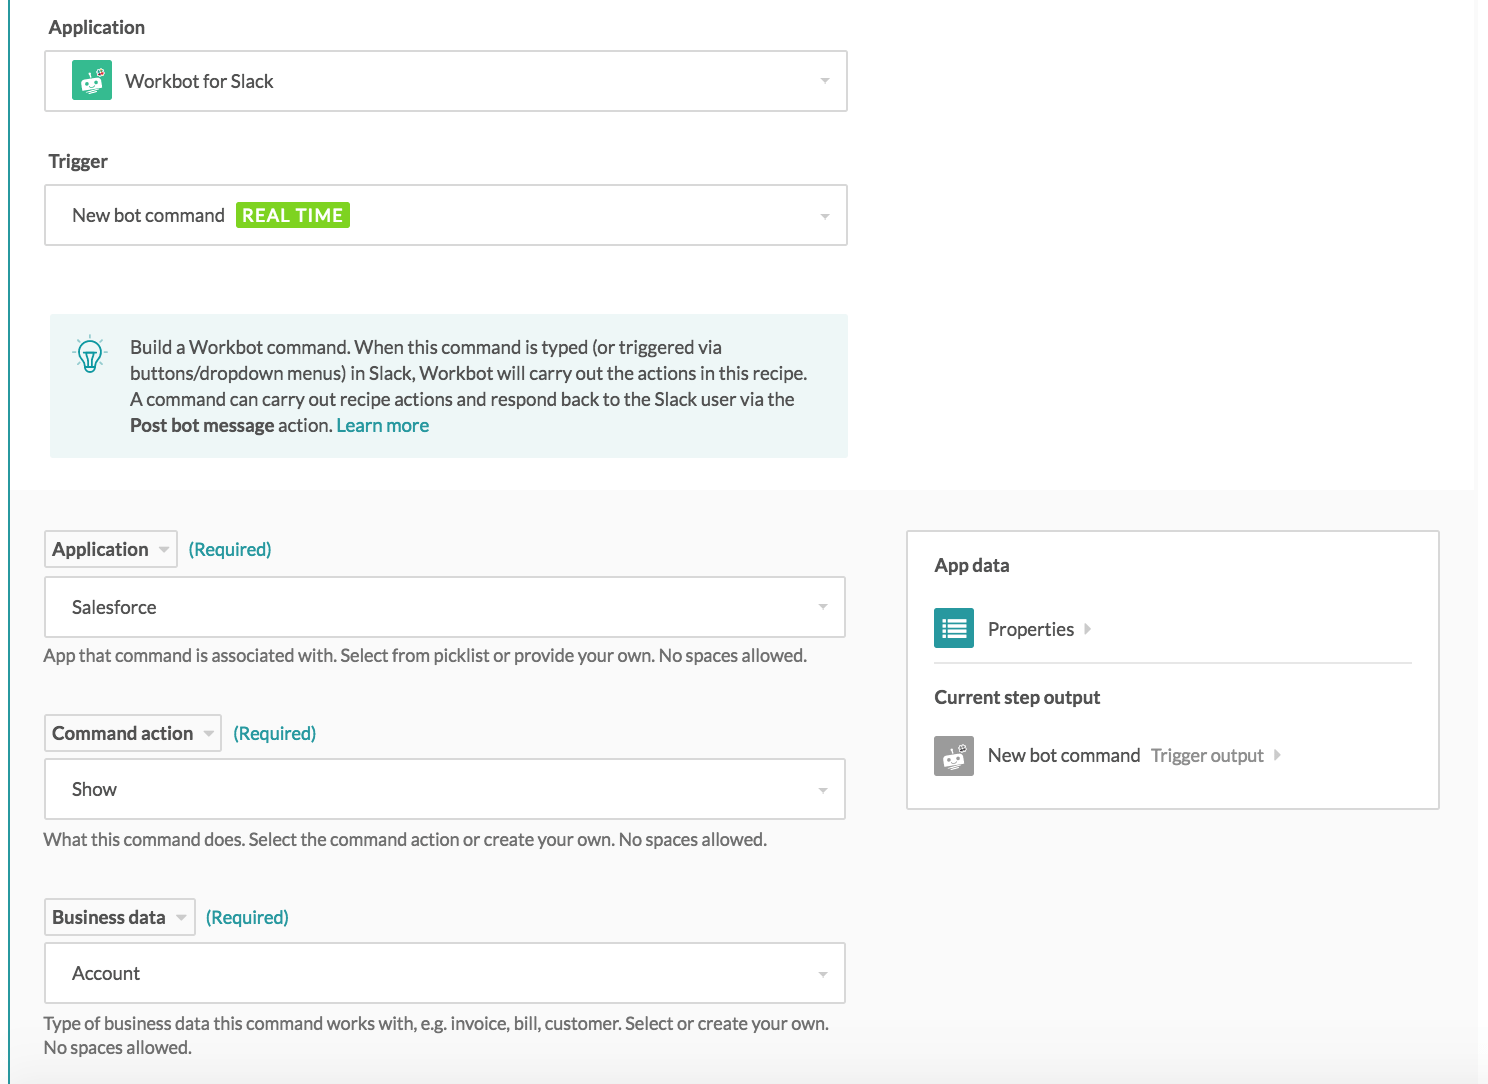 Application
Workbot for Slack
Trigger
New bot command REAL TIME
Build a Workbot command. When this command is typed (or triggered via
buttons/dropdown menus) in Slack, Workbot will carry out the actions in this recipe.
A command can carry out recipe actions and respond back to the Slack user via the
Post bot message action. Learn more
Application (Required)
Salesforce
App that command is associated with. Select from picklist or provide your own. No spaces allowed.
Command action (Required)
Show
What this command does. Select the command action or create your own. No spaces allowed.
Business data (Required)
Account
Type of business data this command works with, e.g. invoice, bill, customer. Select or create your own.
No spaces allowed.
App data
Properties
Current step output
New bot command Trigger output